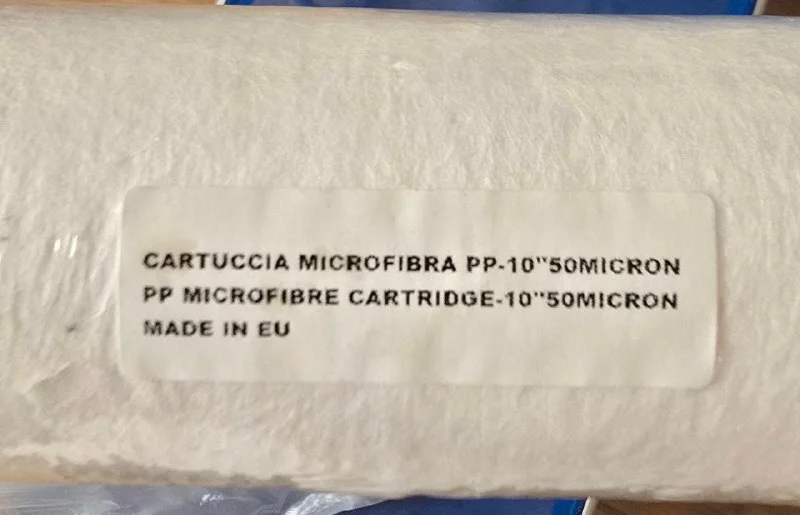 CARTUCCIA MICROFIBRA PP-10"50MICRON
PP MICROFIBRE CARTRIDGE-10"50MICRON
MADE IN EU